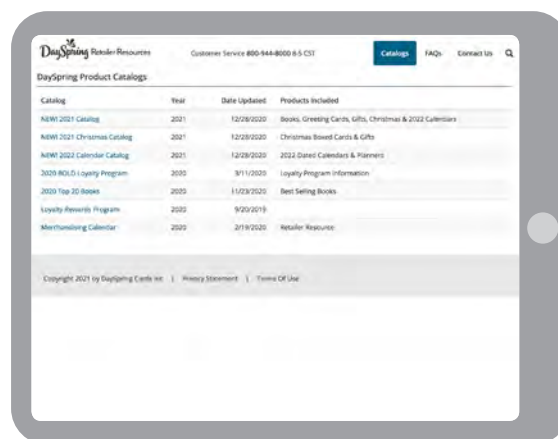 DaySpring Retailer Resources
Customer Service 800-944-8000 8-5 CST
Catalogs FAQs Contact Us
DaySpring Product Catalogs
Catalog Year Date Updated Products Included
NEW! 2021 Catalog 2021 12/28/2020 Books, Greeting Cards, Gifts, Christmas & 2022 Calendars
NEW! 2021 Christmas Catalog 2021 12/28/2020 Christmas Boxed Cards & Gifts
NEW! 2022 Calendar Catalog 2021 12/28/2020 2022 Dated Calendars & Planners
2020 BOLD Loyalty Program 2020 3/11/2020 Loyalty Program Information
2020 Top 20 Books 2020 11/23/2020 Best Selling Books
Loyalty Rewards Program 2020 9/20/2019
Merchandising Calendar 2020 2/19/2020 Retailer Resource
Copyright 2021 by DaySpring Cards Inc | Privacy Statement | Terms Of Use